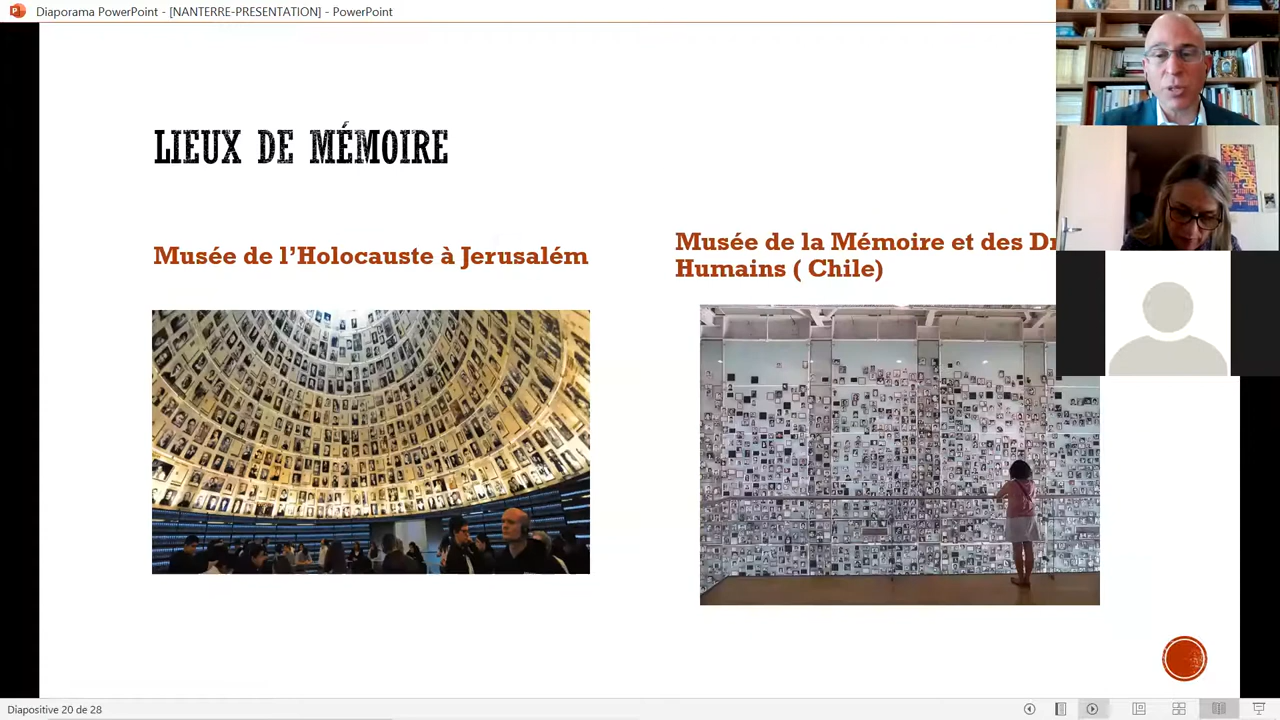 Diaporama PowerPoint - [NANTERRE-PRESENTATION] - PowerPoint
LIEUX DE MÉMOIRE
Musée de l’Holocauste à Jerusalém
Musée de la Mémoire et des Dr
Humains ( Chile)
Diapositive 20 de 28